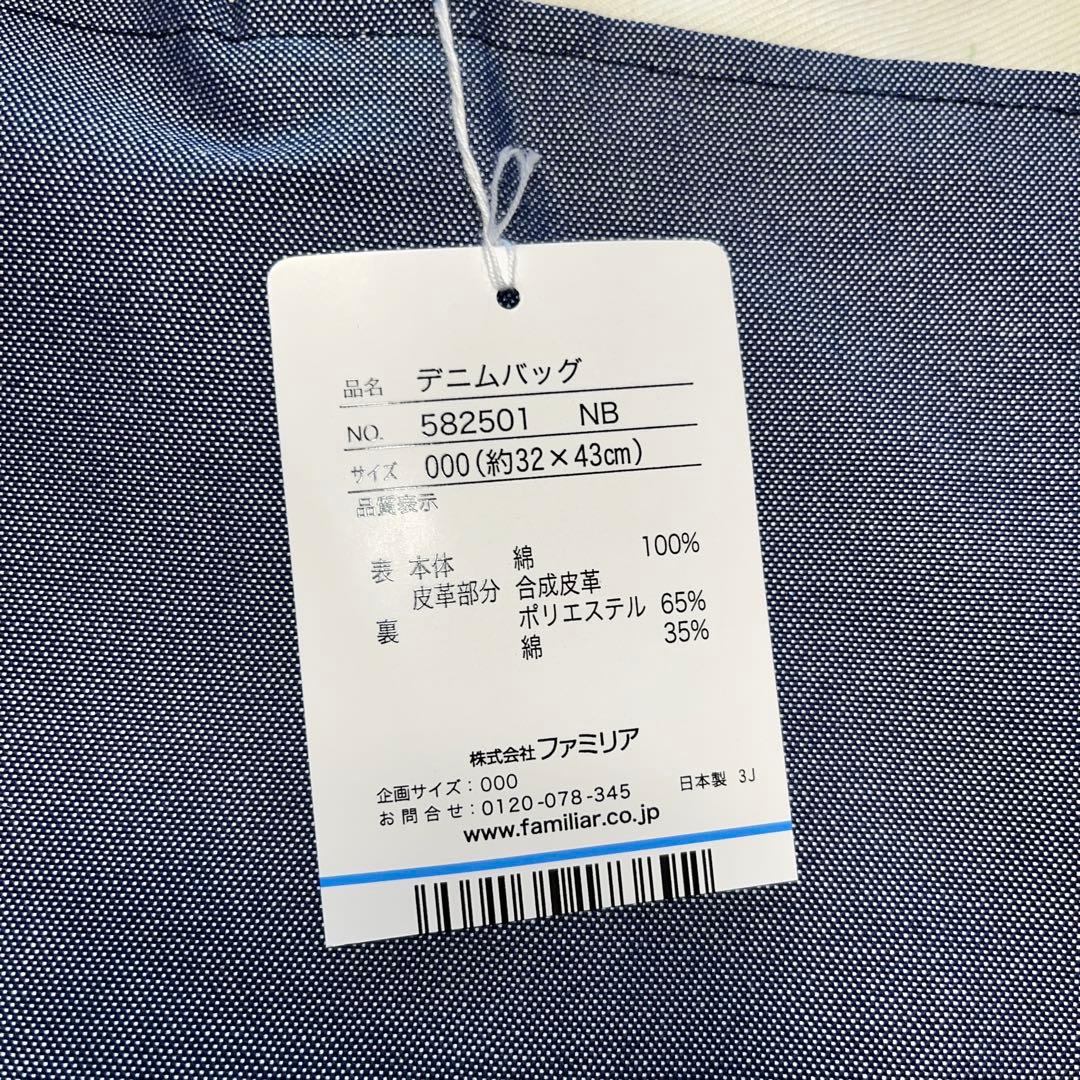 品名 デニムバッグ
NO. 582501 NB
サイズ 000(約32×43cm)
品質表示
表 本体 綿 100%
皮革部分 合成皮革
裏 ポリエステル 65%
綿 35%
株式会社ファミリア
企画サイズ:000 日本製 3J
お問合せ:0120-078-345
www.familiar.co.jp